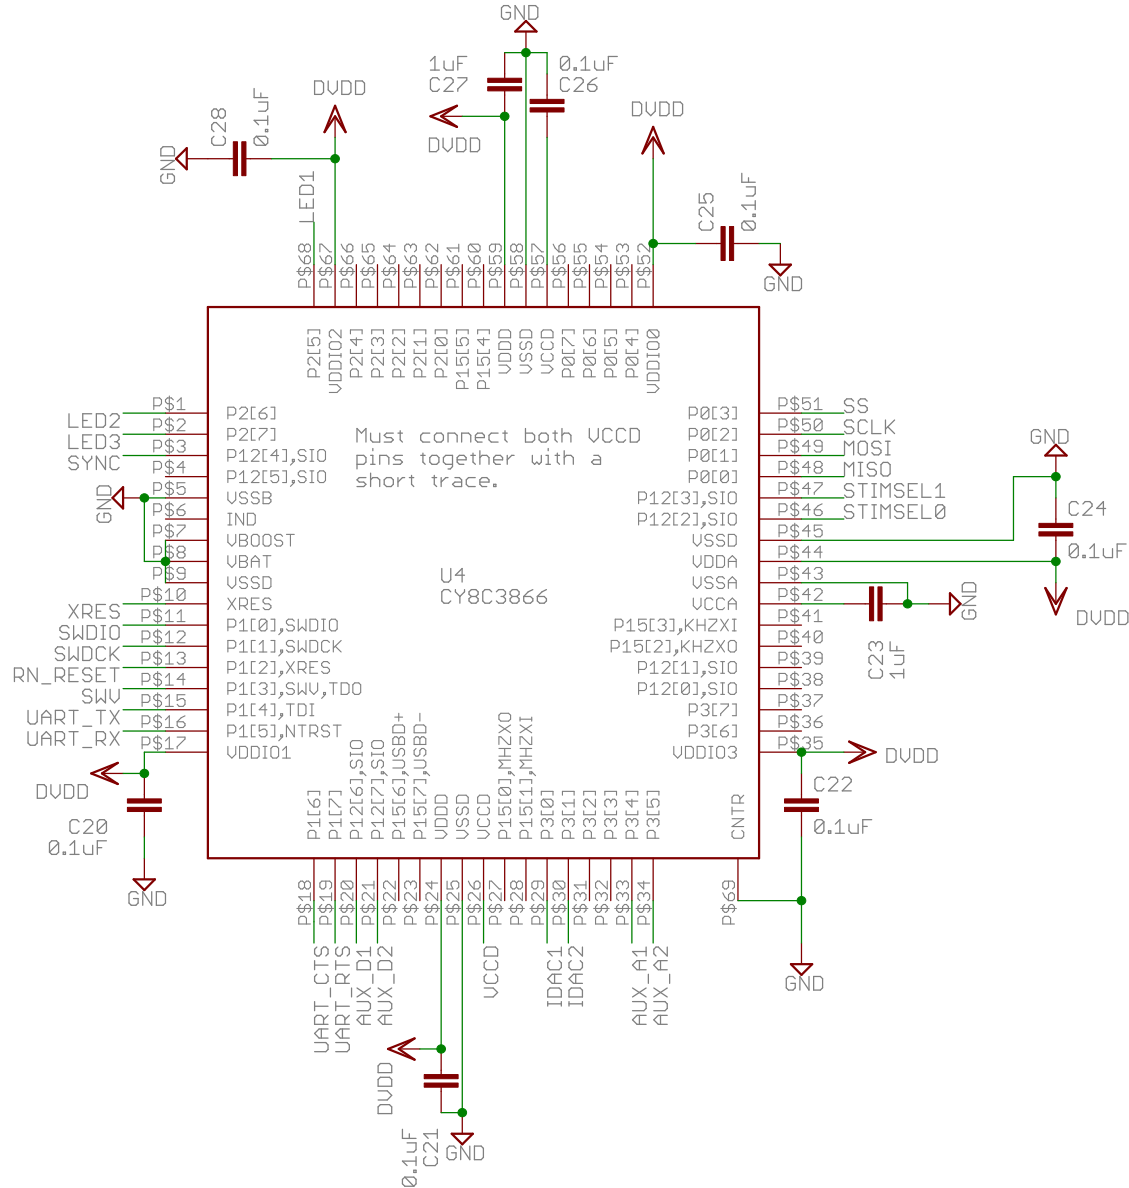 GND
1uF
C27
0.1uF
C26
DVDD
DVDD
DVDD
GND
C28
0.1uF
LED1
C25
0.1uF
GND
P$68
P$67
P$66
P$65
P$64
P$63
P$62
P$61
P$60
P$59
P$58
P$57
P$56
P$55
P$54
P$53
P$52
P2[5]
VDDIO2
P2[4]
P2[3]
P2[2]
P2[1]
P2[0]
P15[5]
P15[4]
VDDD
VSSD
VCCD
P0[7]
P0[6]
P0[5]
P0[4]
VDDIO0
Must connect both VCCD
pins together with a
short trace.
U4
CY8C3866
LED2
LED3
SYNC
GND
XRES
SWDIO
SWDCK
RN_RESET
SWV
UART_TX
UART_RX
P$1
P$2
P$3
P$4
P$5
P$6
P$7
P$8
P$9
P$10
P$11
P$12
P$13
P$14
P$15
P$16
P$17
P2[6]
P2[7]
P12[4],SIO
P12[5],SIO
VSSB
IND
VBOOST
VBAT
VSSD
XRES
P1[0],SWDIO
P1[1],SWDCK
P1[2],XRES
P1[3],SWV,TDO
P1[4],TDI
P1[5],NTRST
VDDIO1
P0[3]
P0[2]
P0[1]
P0[0]
P12[3],SIO
P12[2],SIO
VSSD
VDDA
VSSA
VCCA
P15[3],KHZXI
P15[2],KHZXO
P12[1],SIO
P12[0],SIO
P3[7]
P3[6]
VDDIO3
P$51
P$50
P$49
P$48
P$47
P$46
P$45
P$44
P$43
P$42
P$41
P$40
P$39
P$38
P$37
P$36
P$35
SS
SCLK
MOSI
MISO
STIMSEL1
STIMSEL0
GND
C24
0.1uF
DVDD
GND
C23
1uF
DVDD
C22
0.1uF
DVDD
C20
0.1uF
GND
P1[6]
P1[7]
P12[6],SIO
P12[7],SIO
P15[6],USBD+
P15[7],USBD-
VDDD
VSSD
VCCD
P15[0],MHZXO
P15[1],MHZXI
P3[0]
P3[1]
P3[2]
P3[3]
P3[4]
P3[5]
CNTR
P$18
P$19
P$20
P$21
P$22
P$23
P$24
P$25
P$26
P$27
P$28
P$29
P$30
P$31
P$32
P$33
P$34
P$69
UART_CTS
UART_RTS
AUX_D1
AUX_D2
VCCD
IDAC1
IDAC2
AUX_A1
AUX_A2
GND
DVDD
0.1uF
C21
GND